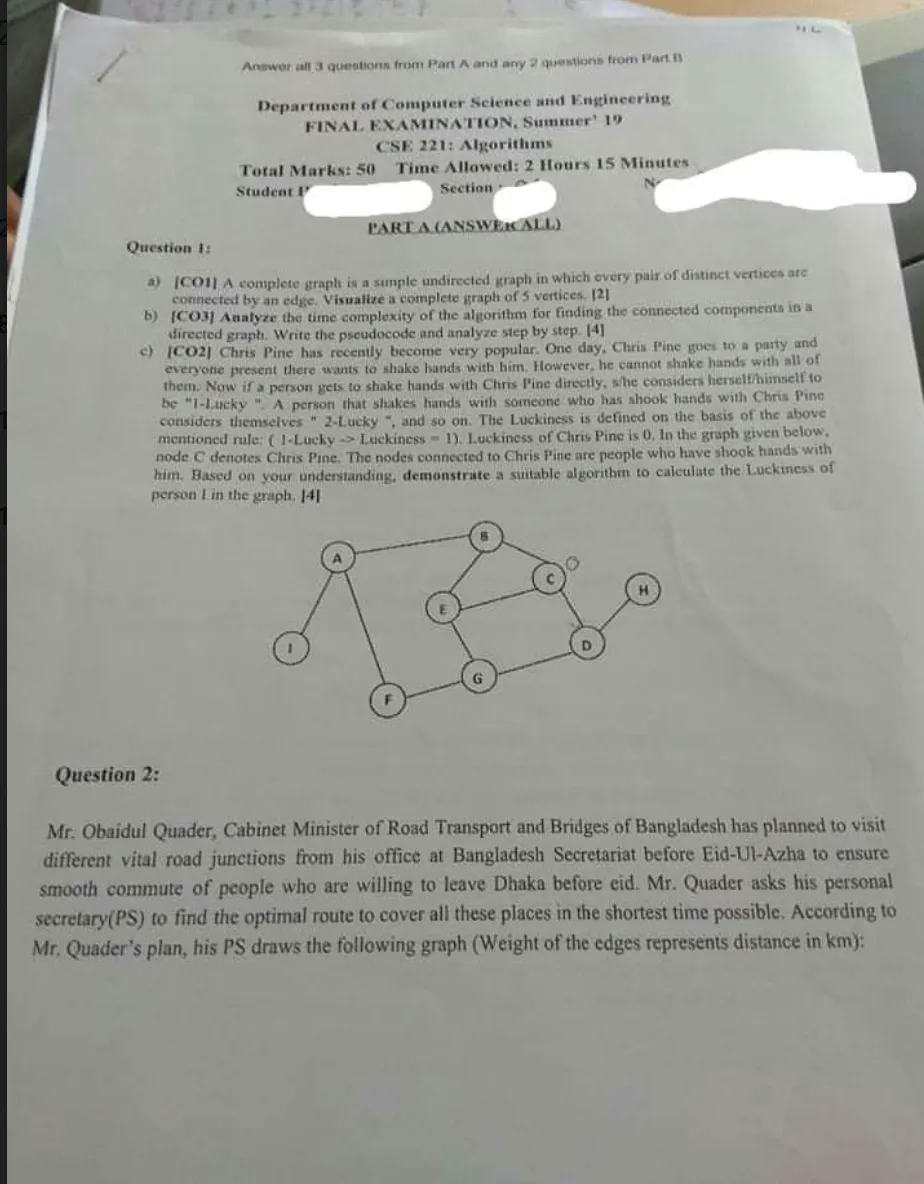 Answer all 3 questions from Part A and any 2 questions from Part B
Department of Computer Science and Engineering
FINAL EXAMINATION, Summer' 19
CSE 221: Algorithms
Total Marks: 50 Time Allowed: 2 Hours 15 Minutes
Student Section
PART A (ANSWER ALL)
Question 1:
a) [CO1] A complete graph is a simple undirected graph in which every pair of distinct vertices are
connected by an edge. Visualize a complete graph of 5 vertices. [2]
b) [CO3] Analyze the time complexity of the algorithm for finding the connected components in a
directed graph. Write the pseudocode and analyze step by step. [4]
c) [CO2] Chris Pine has recently become very popular. One day, Chris Pine goes to a party and
everyone present there wants to shake hands with him. However, he cannot shake hands with all of
them. Now if a person gets to shake hands with Chris Pine directly, s/he considers herself/himself to
be "1-Lucky ". A person that shakes hands with someone who has shook hands with Chris Pine
considers themselves " 2-Lucky ", and so on. The Luckiness is defined on the basis of the above
mentioned rule: ( 1-Lucky -> Luckiness = 1). Luckiness of Chris Pine is 0. In the graph given below,
node C denotes Chris Pine. The nodes connected to Chris Pine are people who have shook hands with
him. Based on your understanding, demonstrate a suitable algorithm to calculate the Luckiness of
person I in the graph. [4]
B
A
C
H
E
I
D
G
F
Question 2:
Mr. Obaidul Quader, Cabinet Minister of Road Transport and Bridges of Bangladesh has planned to visit
different vital road junctions from his office at Bangladesh Secretariat before Eid-Ul-Azha to ensure
smooth commute of people who are willing to leave Dhaka before eid. Mr. Quader asks his personal
secretary(PS) to find the optimal route to cover all these places in the shortest time possible. According to
Mr. Quader's plan, his PS draws the following graph (Weight of the edges represents distance in km):